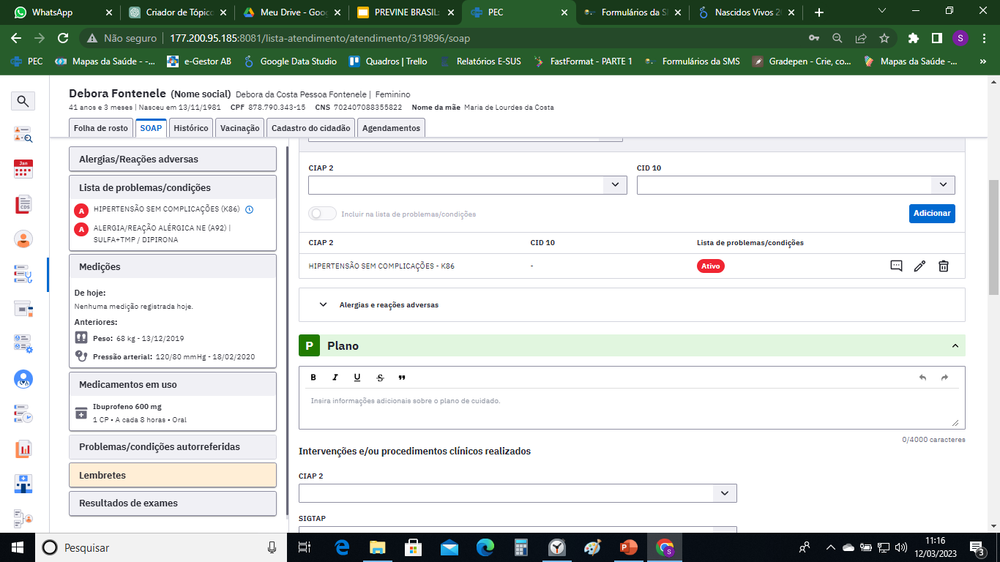 WhatsApp
Criador de Tópico
Meu Drive - Goog
PREVINE BRASIL:
PEC
Formulários da SM
Nascidos Vivos 20
Não seguro
177.200.95.185:8081/lista-atendimento/atendimento/319896/soap
S
PEC
Mapas da Saúde - -...
e-Gestor AB
Google Data Studio
Quadros | Trello
Relatórios E-SUS
FastFormat - PARTE 1
Formulários da SMS
Gradepen - Crie, co...
Mapas da Saúde -...
»
Debora Fontenele (Nome social) Debora da Costa Pessoa Fontenele | Feminino
41 anos e 3 meses | Nasceu em 13/11/1981 CPF 878.790.343-15 CNS 702407088355822 Nome da mãe Maria de Lourdes da Costa
Folha de rosto
SOAP
Histórico
Vacinação
Cadastro do cidadão
Agendamentos
Jan
CDS
Alergias/Reações adversas
Lista de problemas/condições
A HIPERTENSÃO SEM COMPLICAÇÕES (K86)
A ALERGIA/REAÇÃO ALÉRGICA NE (A92) |
SULFA+TMP / DIPIRONA
Medições
De hoje:
Nenhuma medição registrada hoje.
Anteriores:
Peso: 68 kg - 13/12/2019
Pressão arterial: 120/80 mmHg - 18/02/2020
Medicamentos em uso
Ibuprofeno 600 mg
1 CP • A cada 8 horas • Oral
Problemas/condições autorreferidas
Lembretes
Resultados de exames
CIAP 2
CID 10
Incluir na lista de problemas/condições
Adicionar
CIAP 2
CID 10
Lista de problemas/condições
HIPERTENSÃO SEM COMPLICAÇÕES - K86
-
Ativo
Alergias e reações adversas
P Plano
B I U S
Insira informações adicionais sobre o plano de cuidado.
0/4000 caracteres
Intervenções e/ou procedimentos clínicos realizados
CIAP 2
SIGTAP
Pesquisar
11:16
12/03/2023
3